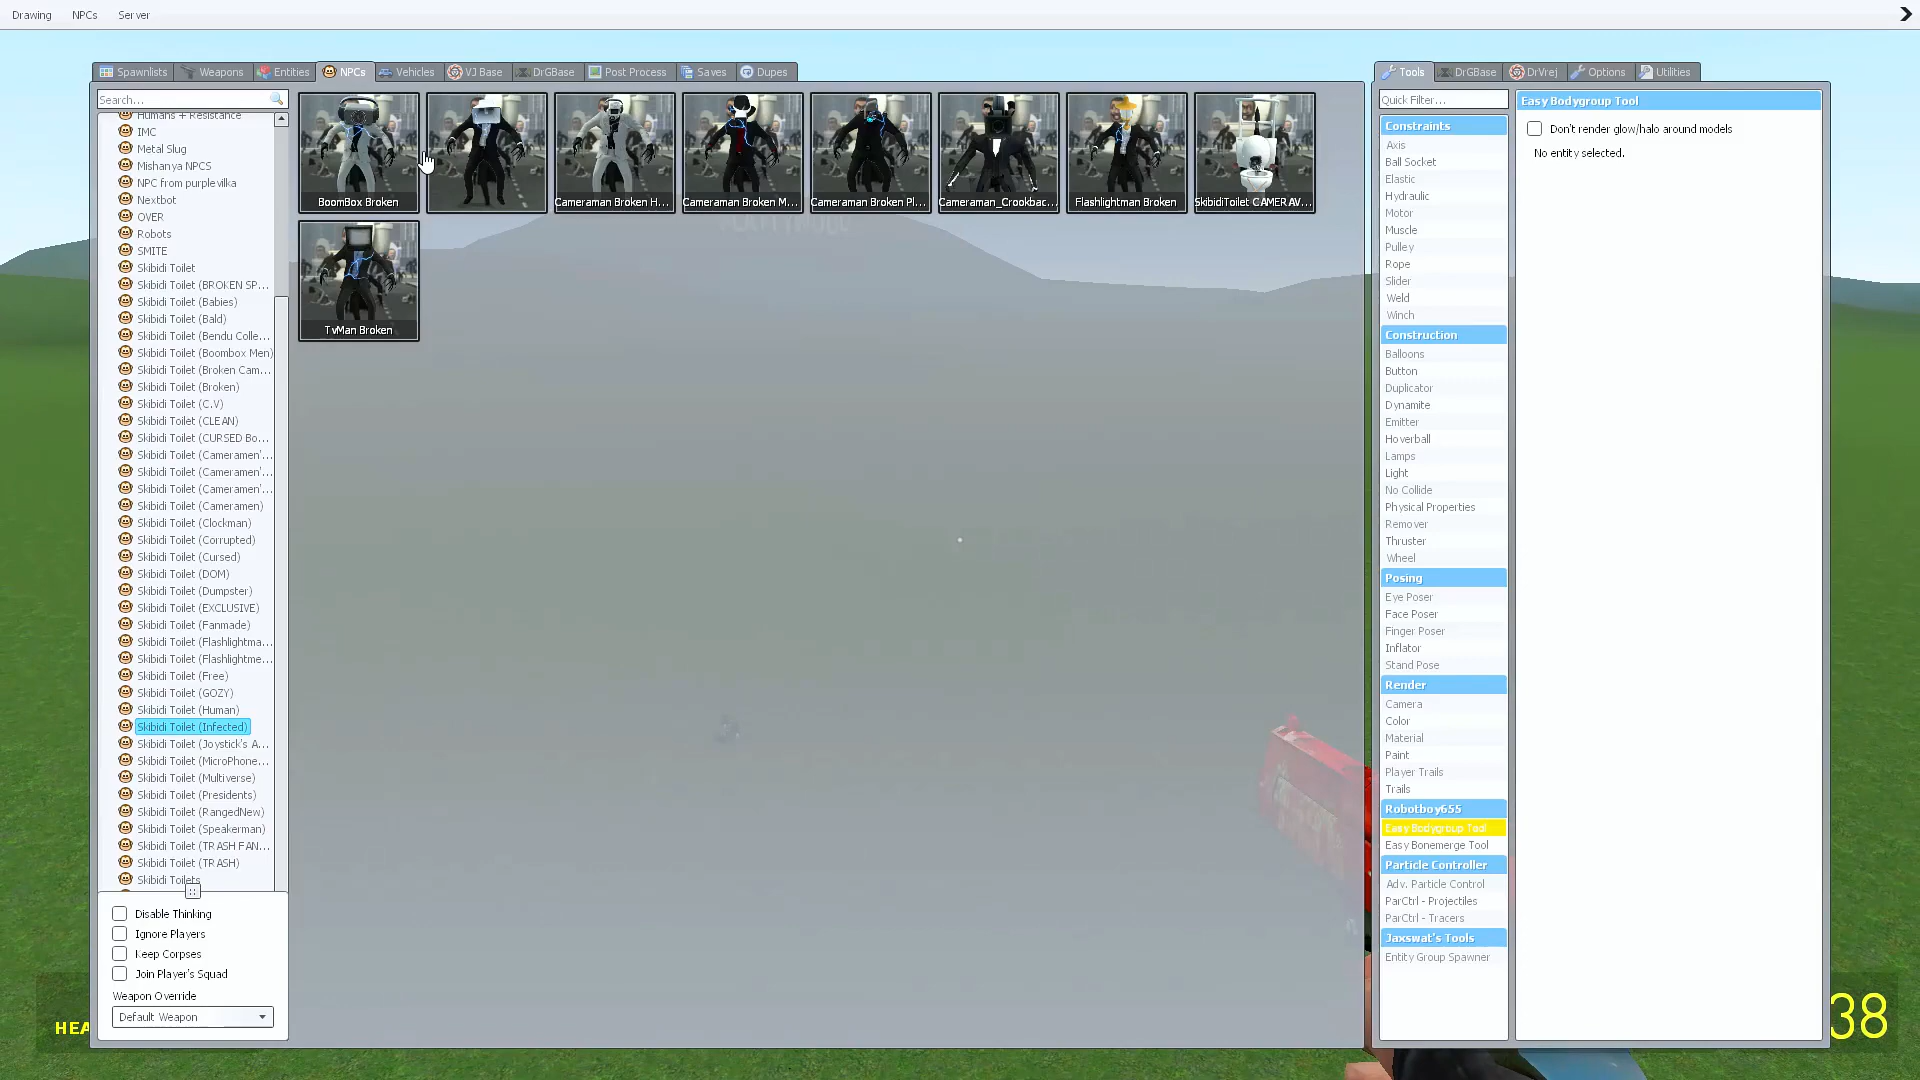 Drawing NPCs Server
Spawnlists Weapons Entities NPCs Vehicles VJ Base DrGBase Post Process Saves Dupes
Search...
Humans + Resistance
IMC
Metal Slug
Mishanya NPCS
NPC from purplevilka
Nextbot
OVER
Robots
SMITE
Skibidi Toilet
Skibidi Toilet (BROKEN SP...
Skibidi Toilet (Babies)
Skibidi Toilet (Bald)
Skibidi Toilet (Bendu Colle...
Skibidi Toilet (Boombox Men)
Skibidi Toilet (Broken Cam...
Skibidi Toilet (Broken)
Skibidi Toilet (C.V)
Skibidi Toilet (CLEAN)
Skibidi Toilet (CURSED Bo...
Skibidi Toilet (Cameramen'...
Skibidi Toilet (Cameramen'...
Skibidi Toilet (Cameramen'...
Skibidi Toilet (Cameramen)
Skibidi Toilet (Clockman)
Skibidi Toilet (Corrupted)
Skibidi Toilet (Cursed)
Skibidi Toilet (DOM)
Skibidi Toilet (Dumpster)
Skibidi Toilet (EXCLUSIVE)
Skibidi Toilet (Fanmade)
Skibidi Toilet (Flashlightma...
Skibidi Toilet (Flashlightme...
Skibidi Toilet (Free)
Skibidi Toilet (GOZY)
Skibidi Toilet (Human)
Skibidi Toilet (Infected)
Skibidi Toilet (Joystick's A...
Skibidi Toilet (MicroPhone...
Skibidi Toilet (Multiverse)
Skibidi Toilet (Presidents)
Skibidi Toilet (RangedNew)
Skibidi Toilet (Speakerman)
Skibidi Toilet (TRASH FAN...
Skibidi Toilet (TRASH)
Skibidi Toilets
Disable Thinking
Ignore Players
Keep Corpses
Join Player's Squad
Weapon Override
Default Weapon
BoomBox Broken
Cameraman Broken H...
Cameraman Broken M...
Cameraman Broken Pl...
Cameraman_Crookbac...
Flashlightman Broken
SkibidiToilet CAMERAV...
TvMan Broken
Tools DrGBase DrVrej Options Utilities
Quick Filter...
Constraints
Axis
Ball Socket
Elastic
Hydraulic
Motor
Muscle
Pulley
Rope
Slider
Weld
Winch
Construction
Balloons
Button
Duplicator
Dynamite
Emitter
Hoverball
Lamps
Light
No Collide
Physical Properties
Remover
Thruster
Wheel
Posing
Eye Poser
Face Poser
Finger Poser
Inflator
Stand Pose
Render
Camera
Color
Material
Paint
Player Trails
Trails
Robotboy655
Easy Bodygroup Tool
Easy Bonemerge Tool
Particle Controller
Adv. Particle Control
ParCtrl - Projectiles
ParCtrl - Tracers
Jaxswat's Tools
Entity Group Spawner
Easy Bodygroup Tool
Don't render glow/halo around models
No entity selected.
HEA
38